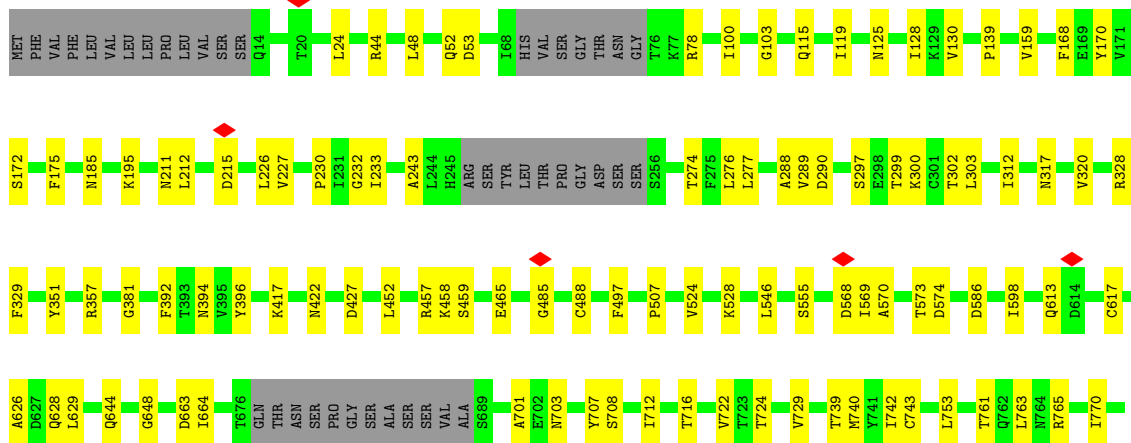 MET PHE VAL PHE LEU VAL LEU LEU PRO LEU VAL SER SER Q14 T20 L24 R44 L48 Q52 D53 I68 HIS VAL SER GLY THR ASN GLY T76 K77 R78 I100 G103 Q115 I119 N125 I128 K129 V130 P139 V159 F168 E169 Y170 V171
S172 F175 N185 K195 N211 L212 D215 L226 V227 P230 I231 G232 I233 A243 L244 H245 ARG SER TYR LEU THR PRO GLY ASP SER SER S256 T274 F275 L276 L277 A288 V289 D290 S297 E298 T299 K300 C301 T302 L303 I312 N317 V320 R328
F329 Y351 R357 G381 F392 T393 N394 V395 Y396 K417 N422 D427 L452 R457 K458 S459 E465 G485 C488 F497 P507 V524 K528 L546 S555 D568 I569 A570 T573 D574 D586 I598 Q613 D614 C617
A626 D627 Q628 L629 Q644 G648 D663 I664 T676 GLN THR ASN SER PRO GLY SER ALA SER SER VAL ALA S689 A701 E702 N703 Y707 S708 I712 T716 V722 T723 T724 V729 T739 M740 Y741 I742 C743 L753 T761 Q762 L763 N764 R765 I770